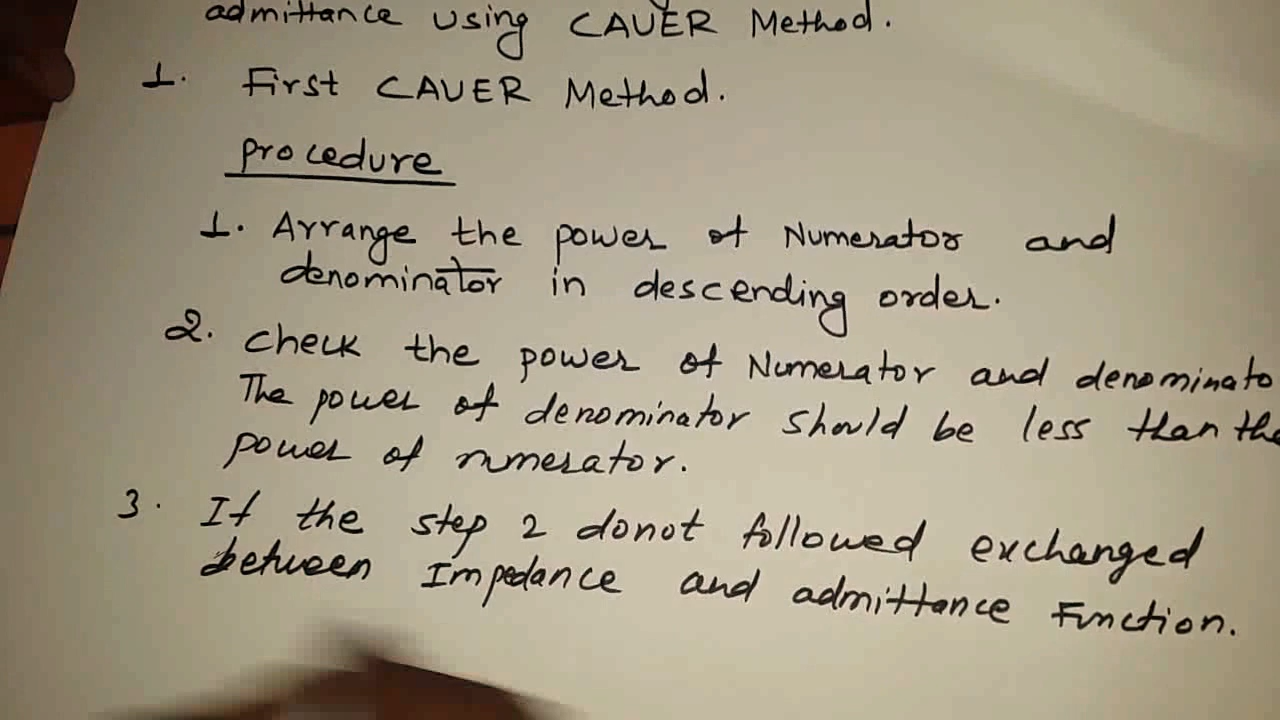 admittance using CAUER Method.
1. First CAUER Method.
procedure
1. Arrange the power of Numerator and
denominator in descending order.
2. check the power of Numerator and denominato
The power of denominator should be less than the
power of numerator.
3. If the step 2 donot followed exchanged
between Impedance and admittance Function.